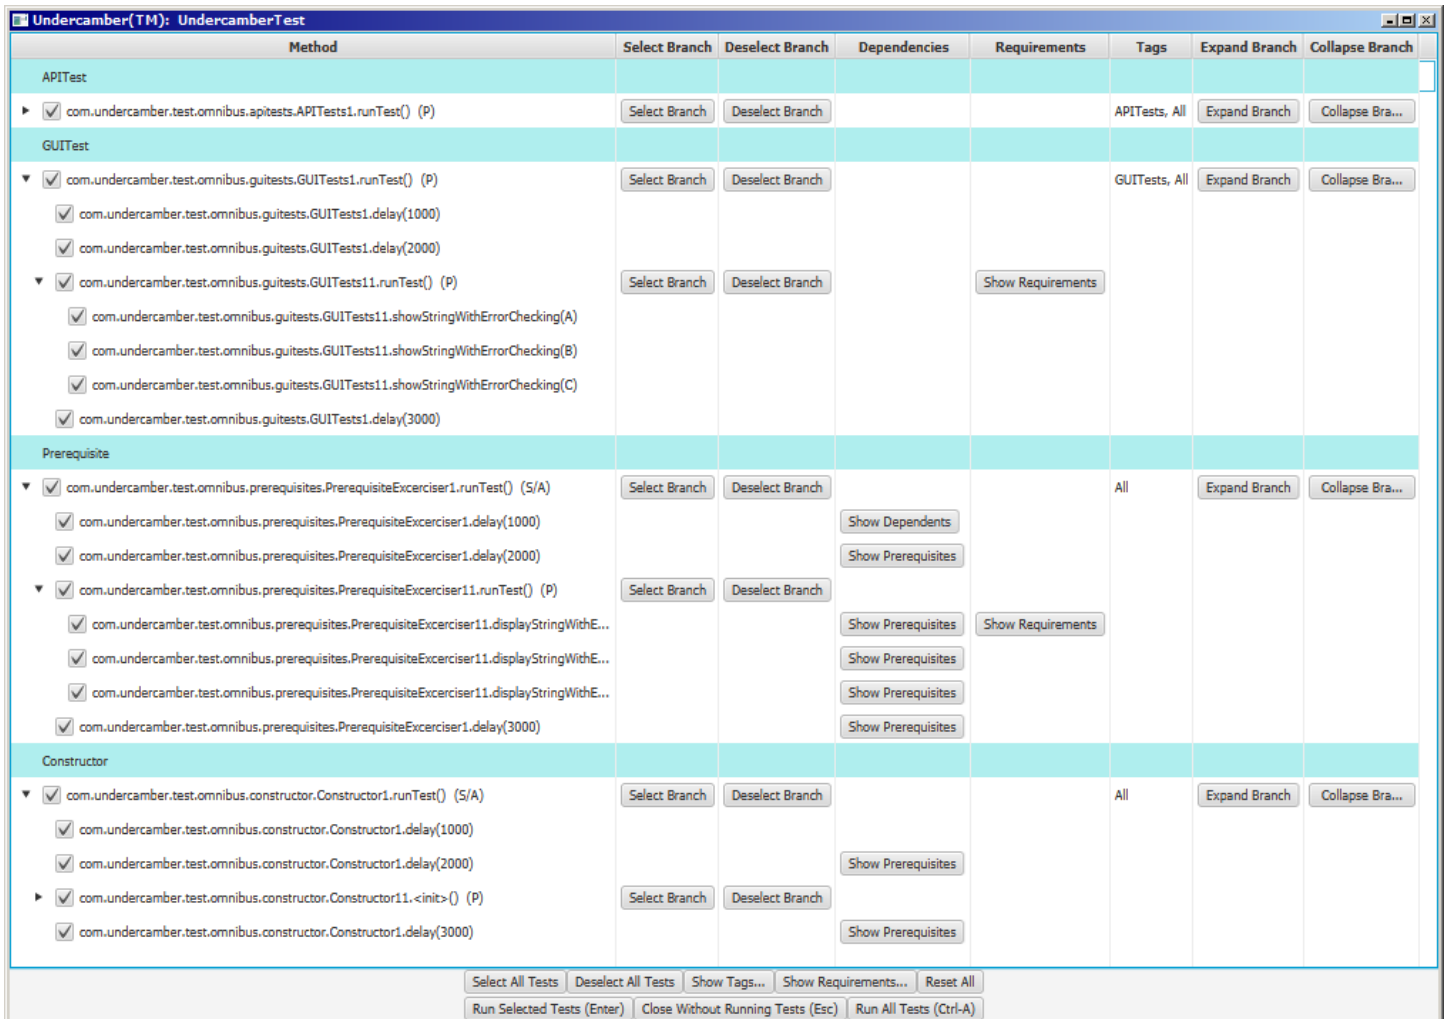 Undercamber(TM): UndercamberTest
Method Select Branch Deselect Branch Dependencies Requirements Tags Expand Branch Collapse Branch
APITest
com.undercamber.test.omnibus.apitests.APITests1.runTest() (P) Select Branch Deselect Branch APITests, All Expand Branch Collapse Bra...
GUITest
com.undercamber.test.omnibus.guitests.GUITests1.runTest() (P) Select Branch Deselect Branch GUITests, All Expand Branch Collapse Bra...
com.undercamber.test.omnibus.guitests.GUITests1.delay(1000)
com.undercamber.test.omnibus.guitests.GUITests1.delay(2000)
com.undercamber.test.omnibus.guitests.GUITests11.runTest() (P) Select Branch Deselect Branch Show Requirements
com.undercamber.test.omnibus.guitests.GUITests11.showStringWithErrorChecking(A)
com.undercamber.test.omnibus.guitests.GUITests11.showStringWithErrorChecking(B)
com.undercamber.test.omnibus.guitests.GUITests11.showStringWithErrorChecking(C)
com.undercamber.test.omnibus.guitests.GUITests1.delay(3000)
Prerequisite
com.undercamber.test.omnibus.prerequisites.PrerequisiteExcerciser1.runTest() (S/A) Select Branch Deselect Branch All Expand Branch Collapse Bra...
com.undercamber.test.omnibus.prerequisites.PrerequisiteExcerciser1.delay(1000) Show Dependents
com.undercamber.test.omnibus.prerequisites.PrerequisiteExcerciser1.delay(2000) Show Prerequisites
com.undercamber.test.omnibus.prerequisites.PrerequisiteExcerciser11.runTest() (P) Select Branch Deselect Branch
com.undercamber.test.omnibus.prerequisites.PrerequisiteExcerciser11.displayStringWithE... Show Prerequisites Show Requirements
com.undercamber.test.omnibus.prerequisites.PrerequisiteExcerciser11.displayStringWithE... Show Prerequisites
com.undercamber.test.omnibus.prerequisites.PrerequisiteExcerciser11.displayStringWithE... Show Prerequisites
com.undercamber.test.omnibus.prerequisites.PrerequisiteExcerciser1.delay(3000) Show Prerequisites
Constructor
com.undercamber.test.omnibus.constructor.Constructor1.runTest() (S/A) Select Branch Deselect Branch All Expand Branch Collapse Bra...
com.undercamber.test.omnibus.constructor.Constructor1.delay(1000)
com.undercamber.test.omnibus.constructor.Constructor1.delay(2000) Show Prerequisites
com.undercamber.test.omnibus.constructor.Constructor11.<init>() (P) Select Branch Deselect Branch
com.undercamber.test.omnibus.constructor.Constructor1.delay(3000) Show Prerequisites
Select All Tests Deselect All Tests Show Tags... Show Requirements... Reset All
Run Selected Tests (Enter) Close Without Running Tests (Esc) Run All Tests (Ctrl-A)